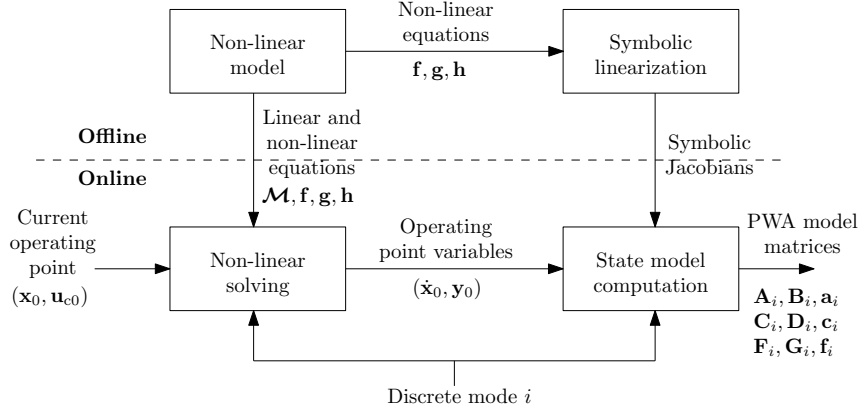 Non-linear
model
Non-linear
equations
f, g, h
Symbolic
linearization
Offline
Online
Linear and
non-linear
equations
𝓜, f, g, h
Symbolic
Jacobians
Current
operating
point
(x₀, u_c0)
Non-linear
solving
Operating
point variables
(ẋ₀, y₀)
State model
computation
PWA model
matrices
Aᵢ, Bᵢ, aᵢ
Cᵢ, Dᵢ, cᵢ
Fᵢ, Gᵢ, fᵢ
Discrete mode i